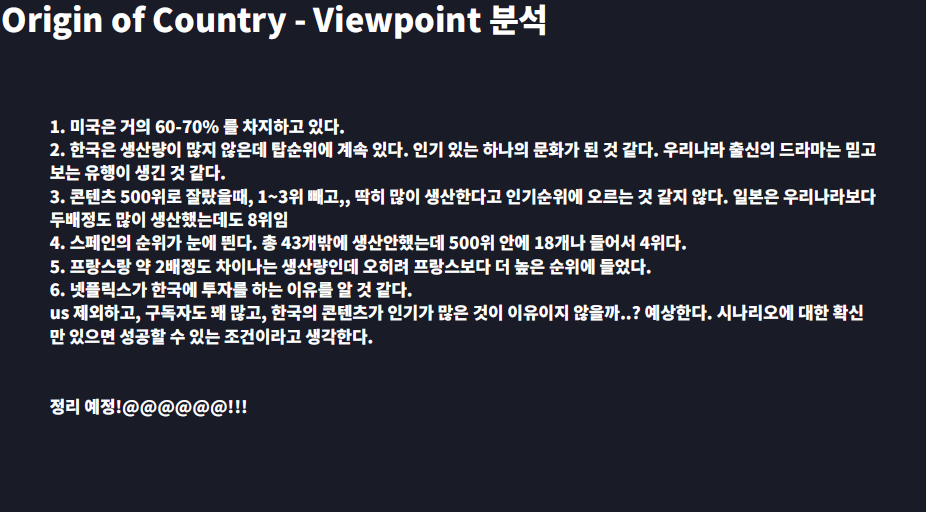 Origin of Country - Viewpoint 분석
1. 미국은 거의 60-70% 를 차지하고 있다.
2. 한국은 생산량이 많지 않은데 탑순위에 계속 있다. 인기 있는 하나의 문화가 된 것 같다. 우리나라 출신의 드라마는 믿고
보는 유행이 생긴 것 같다.
3. 콘텐츠 500위로 잘랐을때, 1~3위 빼고,, 딱히 많이 생산한다고 인기순위에 오르는 것 같지 않다. 일본은 우리나라보다
두배정도 많이 생산했는데도 8위임
4. 스페인의 순위가 눈에 띈다. 총 43개밖에 생산안했는데 500위 안에 18개나 들어서 4위다.
5. 프랑스랑 약 2배정도 차이나는 생산량인데 오히려 프랑스보다 더 높은 순위에 들었다.
6. 넷플릭스가 한국에 투자를 하는 이유를 알 것 같다.
us 제외하고, 구독자도 꽤 많고, 한국의 콘텐츠가 인기가 많은 것이 이유이지 않을까..? 예상한다. 시나리오에 대한 확신
만 있으면 성공할 수 있는 조건이라고 생각한다.
정리 예정!@@@@@@!!!